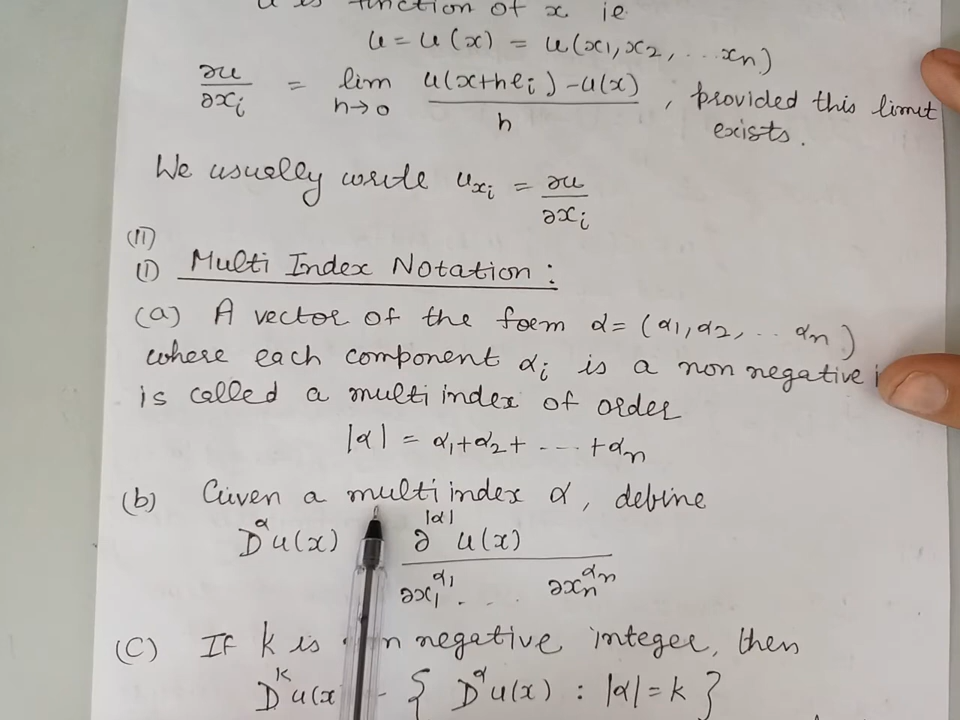 u is function of x ie
u = u(x) = u(x1, x2, ... xn)
∂u/∂xi = lim h→0 u(x+hei) - u(x) / h , provided this limit
exists.
We usually write uxi = ∂u/∂xi
(II)
(1) Multi Index Notation :
(a) A vector of the form α = (α1, α2, .. αn)
where each component αi is a non negative
is called a multi index of order
|α| = α1 + α2 + ... + αn
(b) Given a multi index α, define
D^α u(x) ∂^|α| u(x) / ∂x1^α1 ... ∂xn^αn
(C) If k is negative integer, then
D^k u(x) { D^α u(x) : |α| = k }